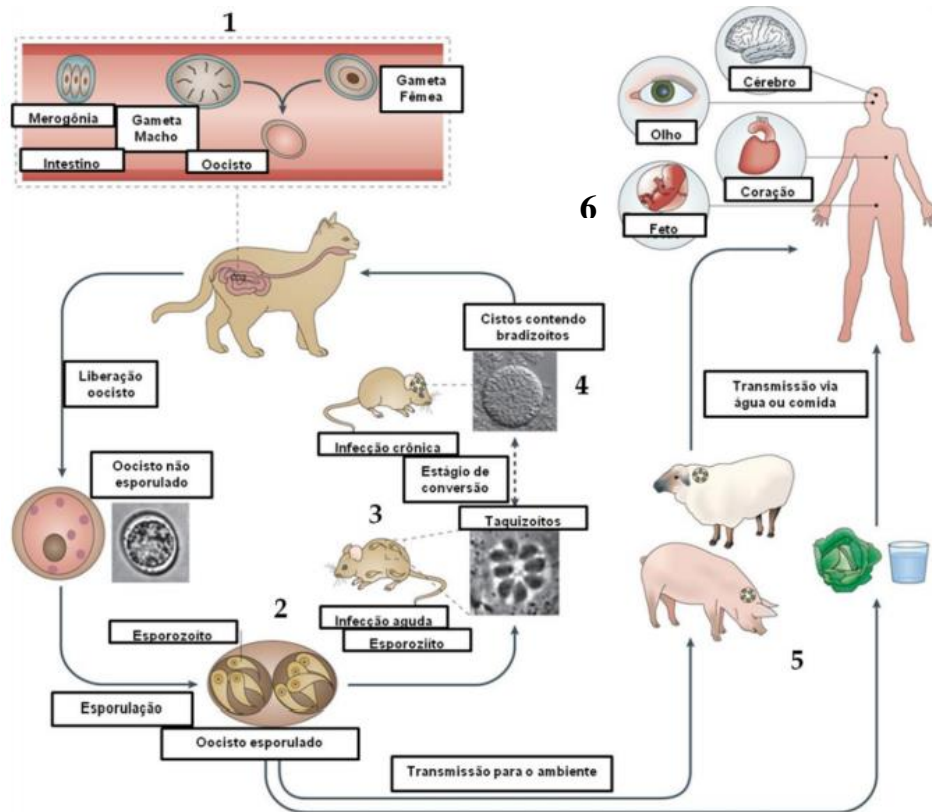 1
Merogônia
Gameta
Macho
Gameta
Fêmea
Intestino
Oocisto
Cérebro
Olho
Coração
6
Feto
Liberação
oocisto
Cistos contendo
bradizoítos
4
Infecção crônica
Estágio de
conversão
Transmissão via
água ou comida
Oocisto não
esporulado
3
Taquizoítos
Infecção aguda
Esporozíito
2
Esporozoíto
5
Esporulação
Oocisto esporulado
Transmissão para o ambiente